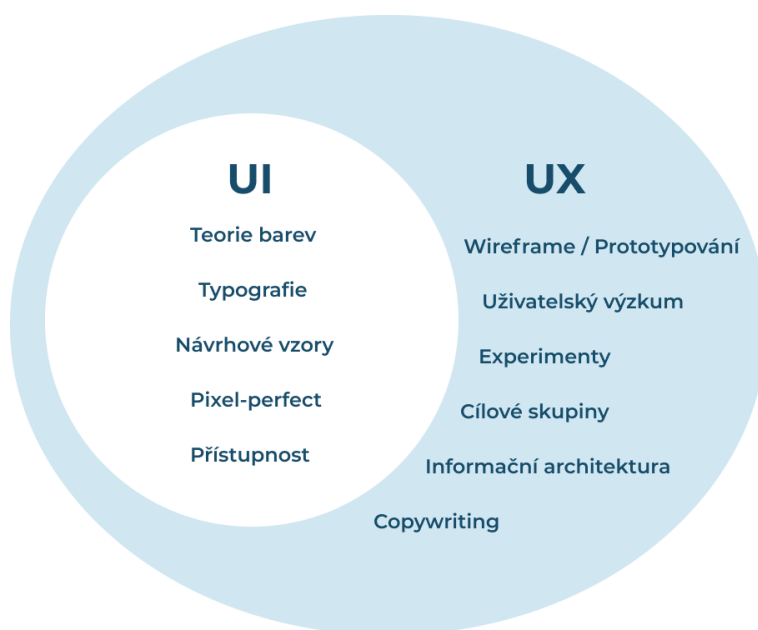 UI
Teorie barev
Typografie
Návrhové vzory
Pixel-perfect
Přístupnost
UX
Wireframe / Prototypování
Uživatelský výzkum
Experimenty
Cílové skupiny
Informační architektura
Copywriting